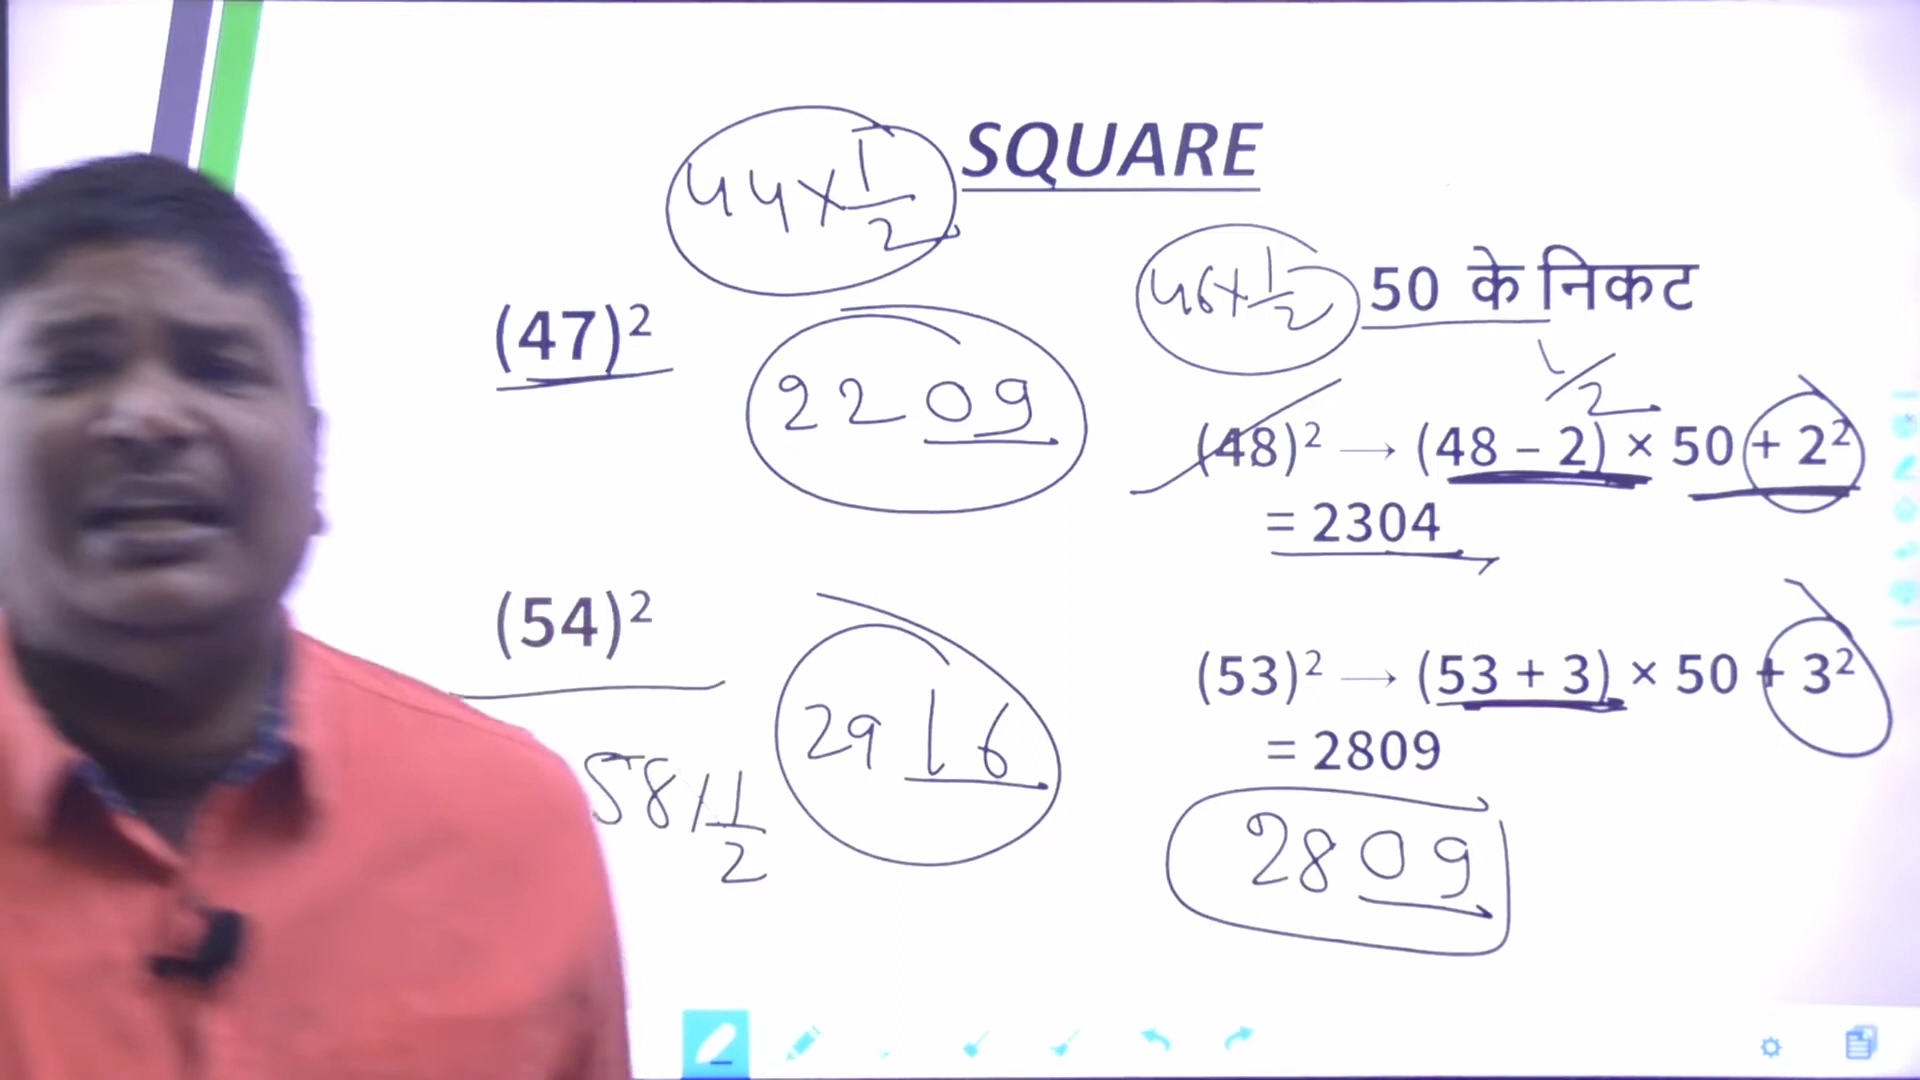 SQUARE
44×1/2
(47)²
2209
46×1/2
50 के निकट
1/2
(48)² → (48 – 2) × 50 + 2²
= 2304
(54)²
2916
58×1/2
(53)² → (53 + 3) × 50 + 3²
= 2809
2809